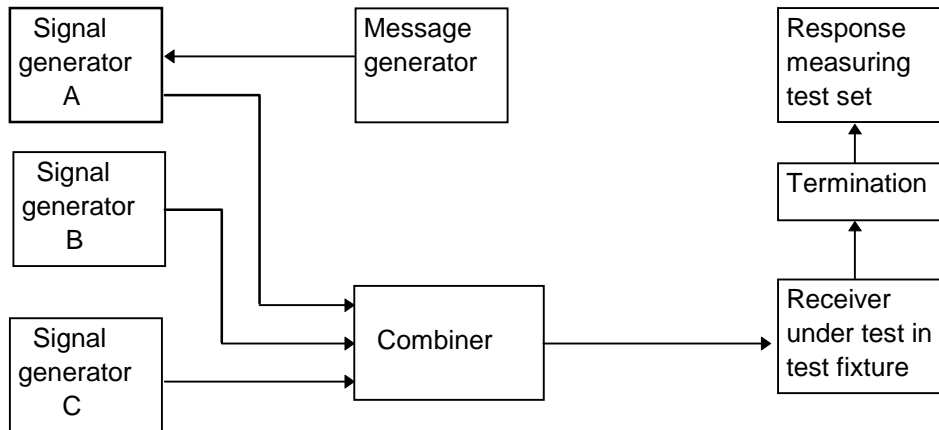 Signal
generator
A
Message
generator
Response
measuring
test set
Signal
generator
B
Termination
Signal
generator
C
Combiner
Receiver
under test in
test fixture